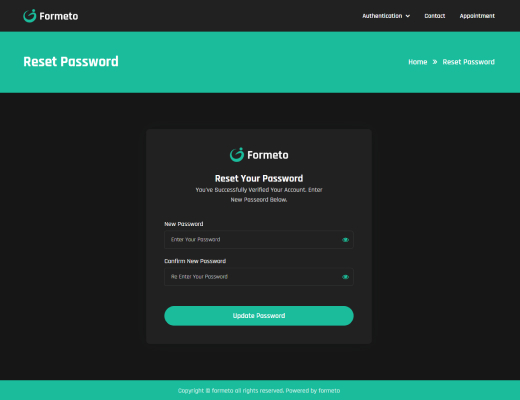 Formeto
Authentication
Contact
Appointment
Reset Password
Home » Reset Password
Formeto
Reset Your Password
You've Successfully Verified Your Account. Enter
New Password Below.
New Password
Enter Your Password
Confirm New Password
Re Enter Your Password
Update Password
Copyright © formeto all rights reserved. Powered by formeto